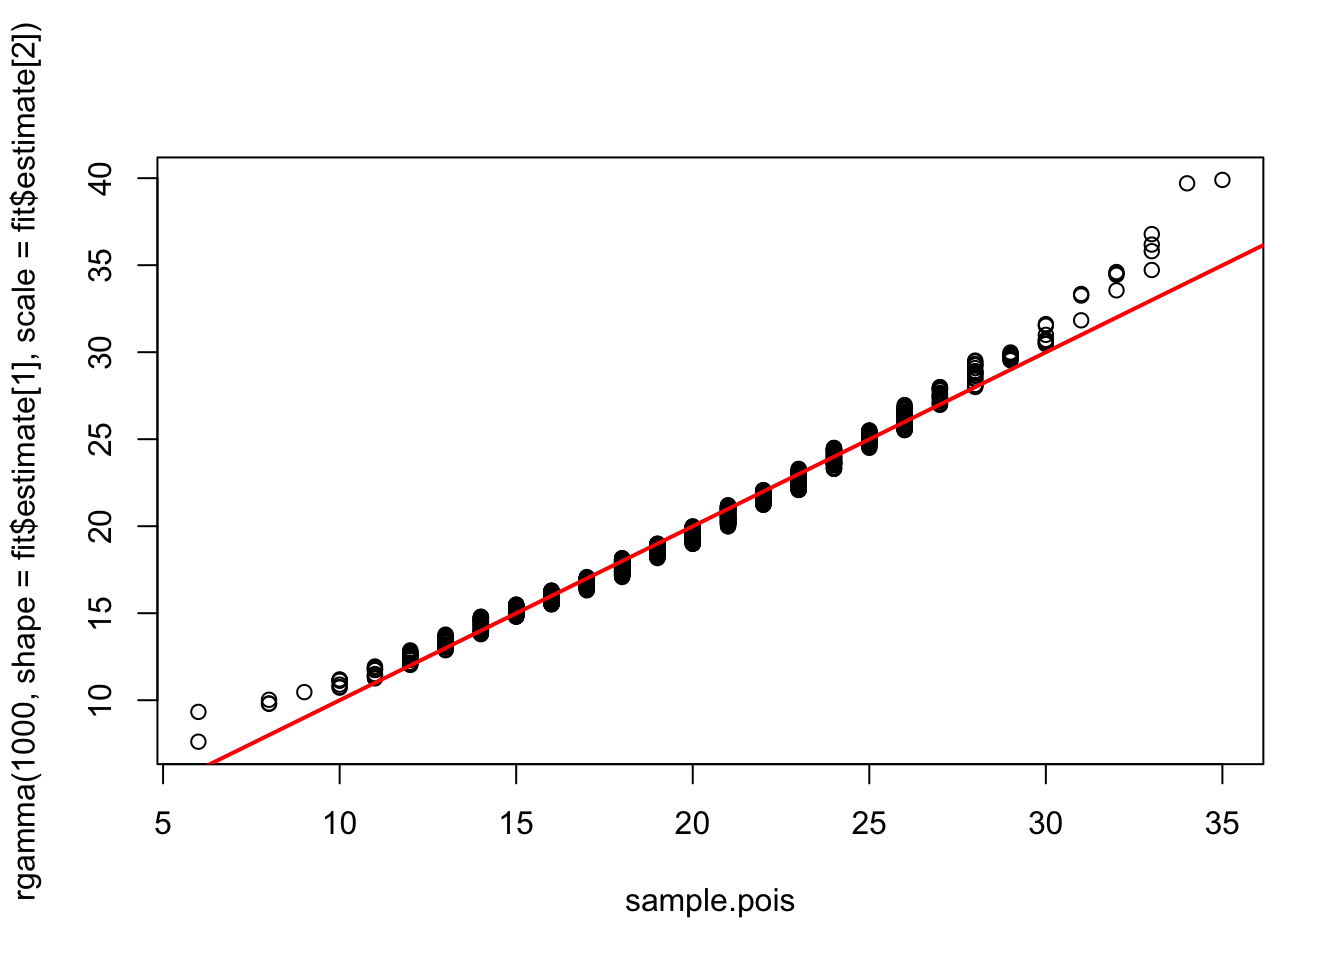 rgamma(1000, shape = fit$estimate[1], scale = fit$estimate[2])
40
35
30
25
20
15
10
5 10 15 20 25 30 35
sample.pois